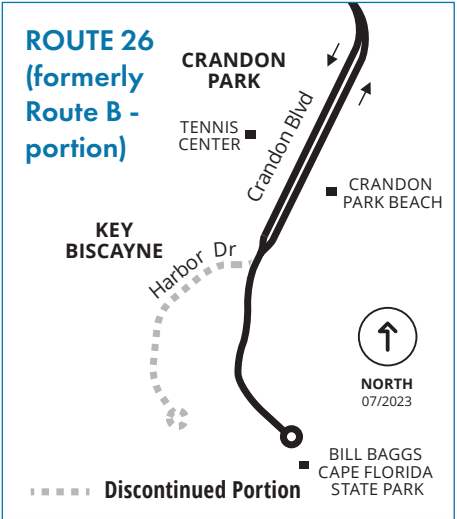 ROUTE 26
(formerly
Route B -
portion)
CRANDON
PARK
TENNIS
CENTER
Crandon Blvd
CRANDON
PARK BEACH
KEY
BISCAYNE
Harbor Dr
NORTH
07/2023
BILL BAGGS
CAPE FLORIDA
STATE PARK
Discontinued Portion